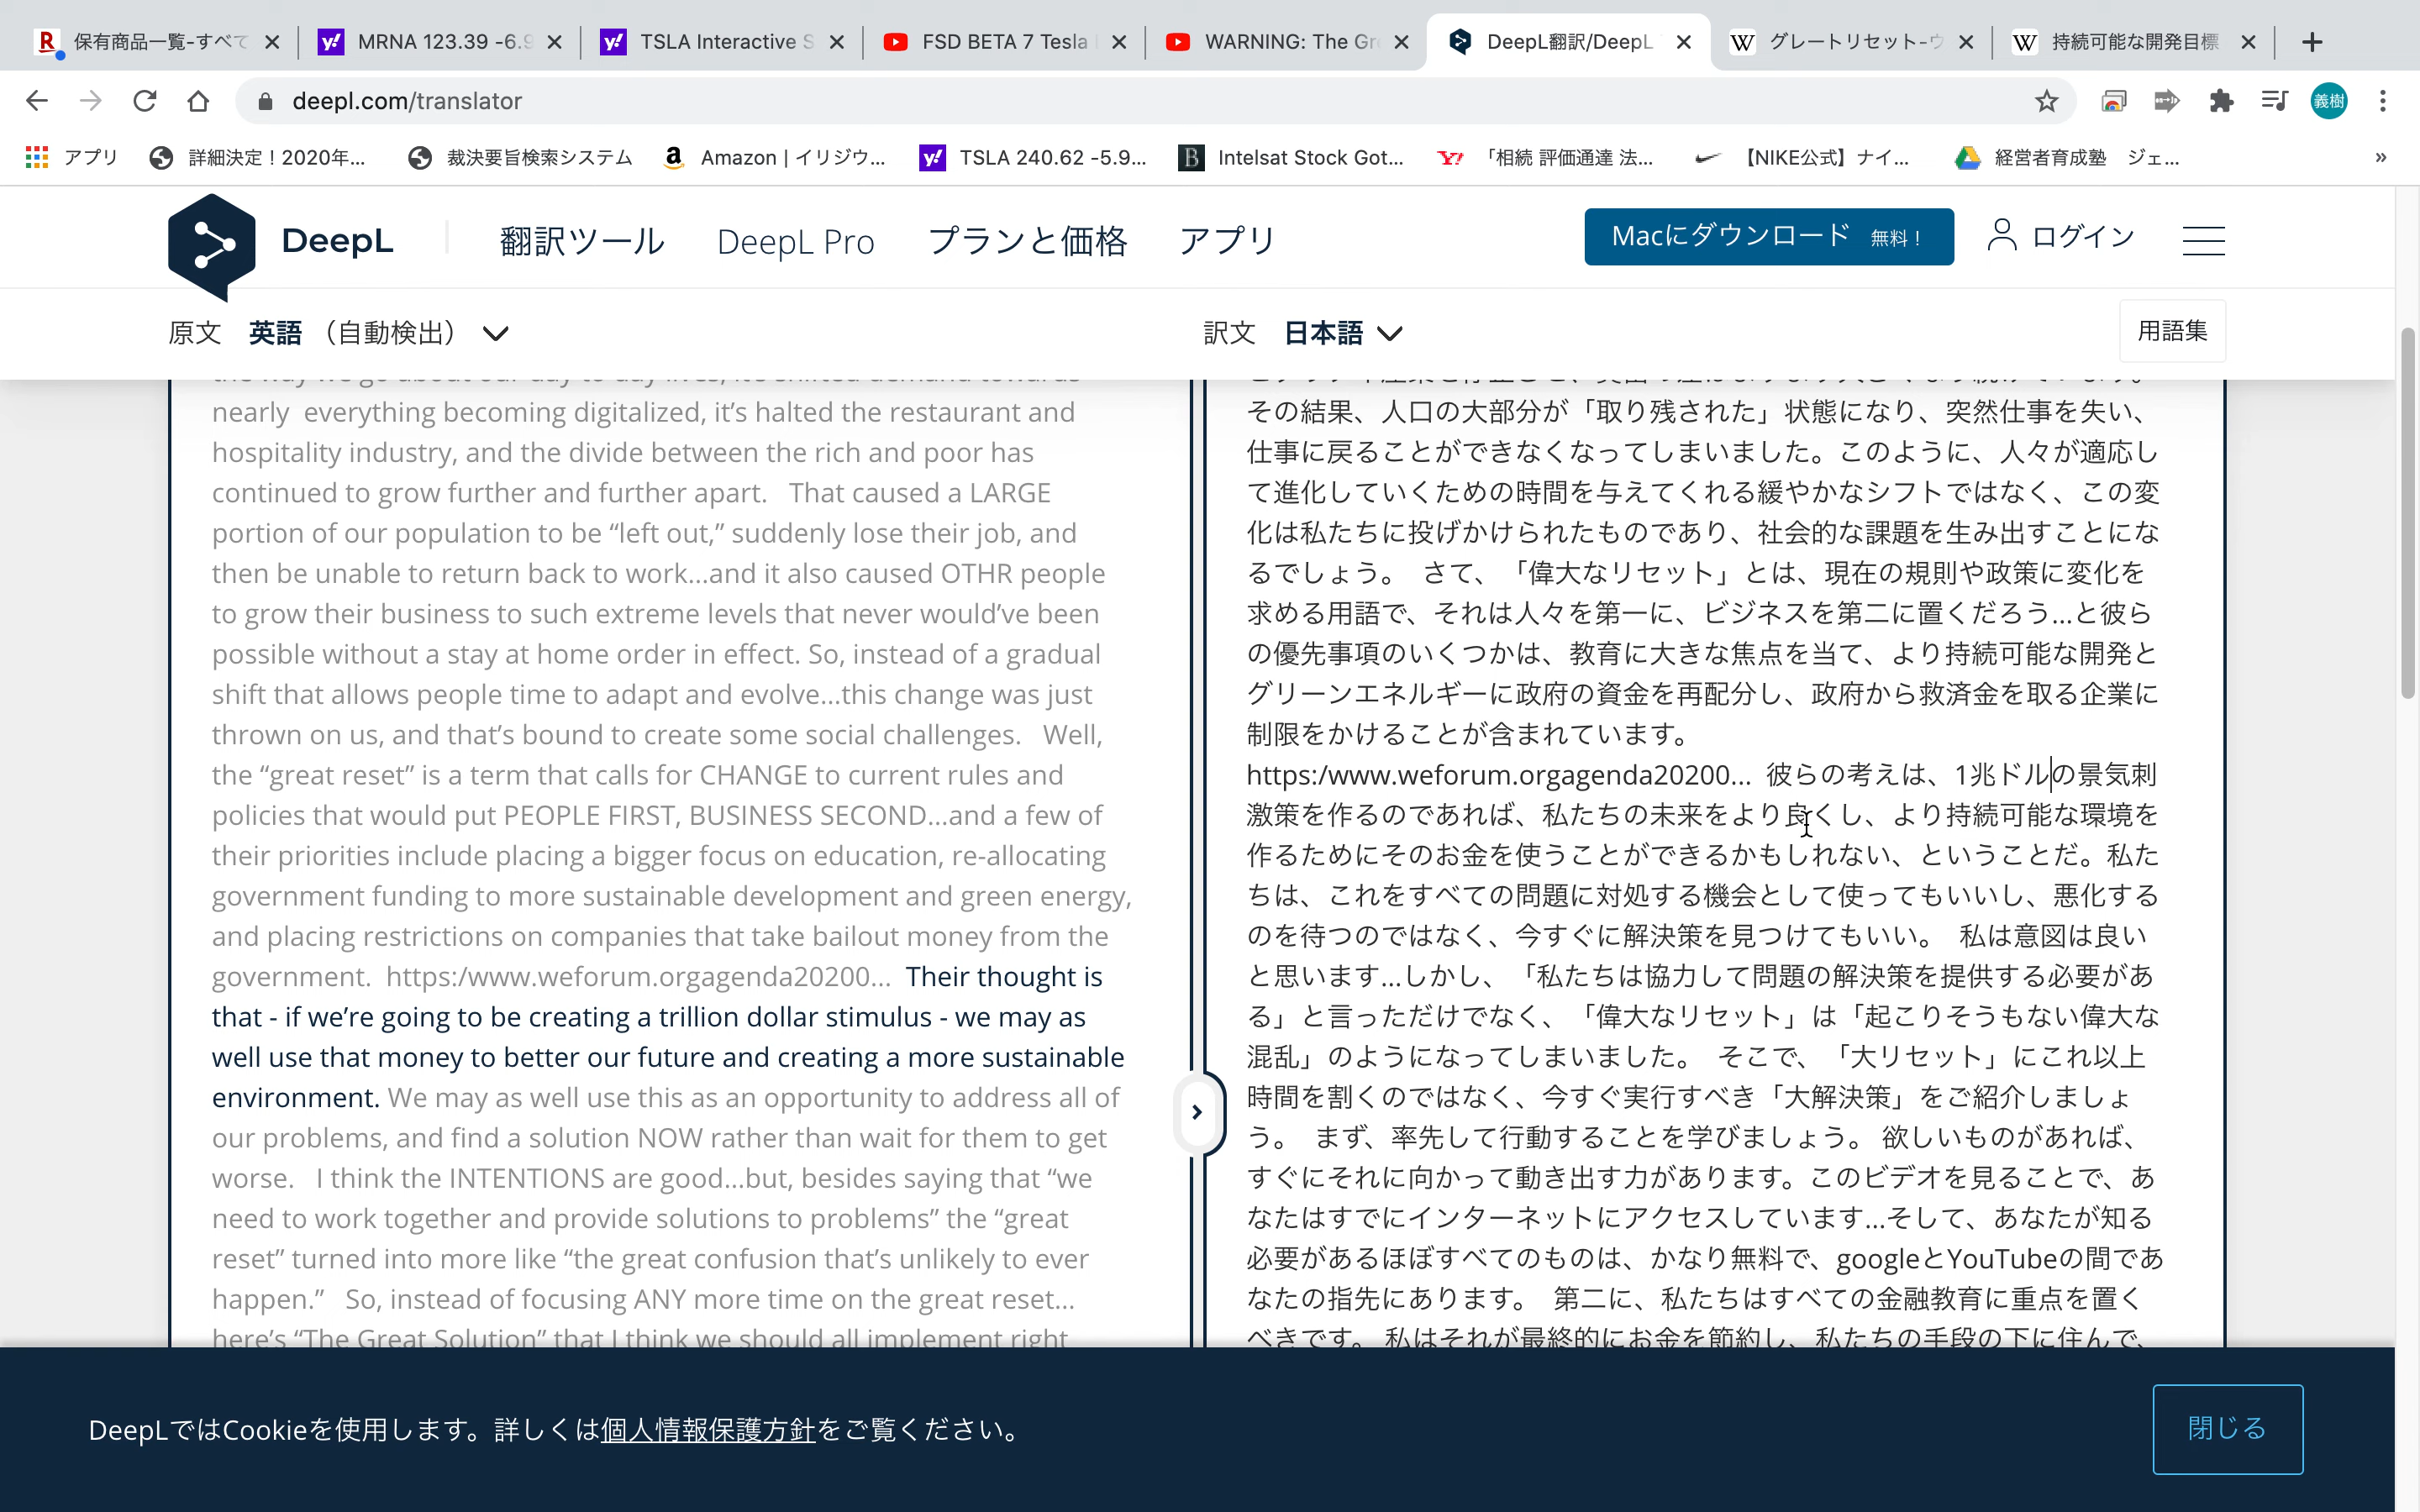 保有商品一覧-すべて
MRNA 123.39 -6.9
TSLA Interactive S
FSD BETA 7 Tesla
WARNING: The Gr
DeepL翻訳/DeepL
グレートリセット-ウ
持続可能な開発目標
deepl.com/translator
義樹
アプリ
詳細決定！2020年...
裁決要旨検索システム
Amazon | イリジウ...
TSLA 240.62 -5.9...
Intelsat Stock Got...
「相続 評価通達 法...
【NIKE公式】ナイ...
経営者育成塾 ジェ...
»
DeepL
翻訳ツール
DeepL Pro
プランと価格
アプリ
Macにダウンロード 無料！
ログイン
原文 英語 （自動検出）
訳文 日本語
用語集
the way we go about our day to day lives, it's shifted demand towards
nearly everything becoming digitalized, it’s halted the restaurant and
hospitality industry, and the divide between the rich and poor has
continued to grow further and further apart. That caused a LARGE
portion of our population to be “left out,” suddenly lose their job, and
then be unable to return back to work...and it also caused OTHR people
to grow their business to such extreme levels that never would’ve been
possible without a stay at home order in effect. So, instead of a gradual
shift that allows people time to adapt and evolve...this change was just
thrown on us, and that’s bound to create some social challenges. Well,
the “great reset” is a term that calls for CHANGE to current rules and
policies that would put PEOPLE FIRST, BUSINESS SECOND...and a few of
their priorities include placing a bigger focus on education, re-allocating
government funding to more sustainable development and green energy,
and placing restrictions on companies that take bailout money from the
government. https:/www.weforum.orgagenda20200... Their thought is
that - if we’re going to be creating a trillion dollar stimulus - we may as
well use that money to better our future and creating a more sustainable
environment. We may as well use this as an opportunity to address all of
our problems, and find a solution NOW rather than wait for them to get
worse. I think the INTENTIONS are good...but, besides saying that “we
need to work together and provide solutions to problems” the “great
reset” turned into more like “the great confusion that’s unlikely to ever
happen.” So, instead of focusing ANY more time on the great reset...
here’s “The Great Solution” that I think we should all implement right
その結果、人口の大部分が「取り残された」状態になり、突然仕事を失い、
仕事に戻ることができなくなってしまいました。このように、人々が適応し
て進化していくための時間を与えてくれる緩やかなシフトではなく、この変
化は私たちに投げかけられたものであり、社会的な課題を生み出すことにな
るでしょう。 さて、「偉大なリセット」とは、現在の規則や政策に変化を
求める用語で、それは人々を第一に、ビジネスを第二に置くだろう...と彼ら
の優先事項のいくつかは、教育に大きな焦点を当て、より持続可能な開発と
グリーンエネルギーに政府の資金を再配分し、政府から救済金を取る企業に
制限をかけることが含まれています。
https:/www.weforum.orgagenda20200... 彼らの考えは、1兆ドルの景気刺
激策を作るのであれば、私たちの未来をより良くし、より持続可能な環境を
作るためにそのお金を使うことができるかもしれない、ということだ。私た
ちは、これをすべての問題に対処する機会として使ってもいいし、悪化する
のを待つのではなく、今すぐに解決策を見つけてもいい。 私は意図は良い
と思います...しかし、「私たちは協力して問題の解決策を提供する必要があ
る」と言っただけでなく、「偉大なリセット」は「起こりそうもない偉大な
混乱」のようになってしまいました。 そこで、「大リセット」にこれ以上
時間を割くのではなく、今すぐ実行すべき「大解決策」をご紹介しましょ
う。 まず、率先して行動することを学びましょう。 欲しいものがあれば、
すぐにそれに向かって動き出す力があります。このビデオを見ることで、あ
なたはすでにインターネットにアクセスしています...そして、あなたが知る
必要があるほぼすべてのものは、かなり無料で、googleとYouTubeの間であ
なたの指先にあります。 第二に、私たちはすべての金融教育に重点を置く
べきです。 私はそれが最終的にお金を節約し、私たちの手段の下に住んで、
DeepLではCookieを使用します。詳しくは個人情報保護方針をご覧ください。
閉じる